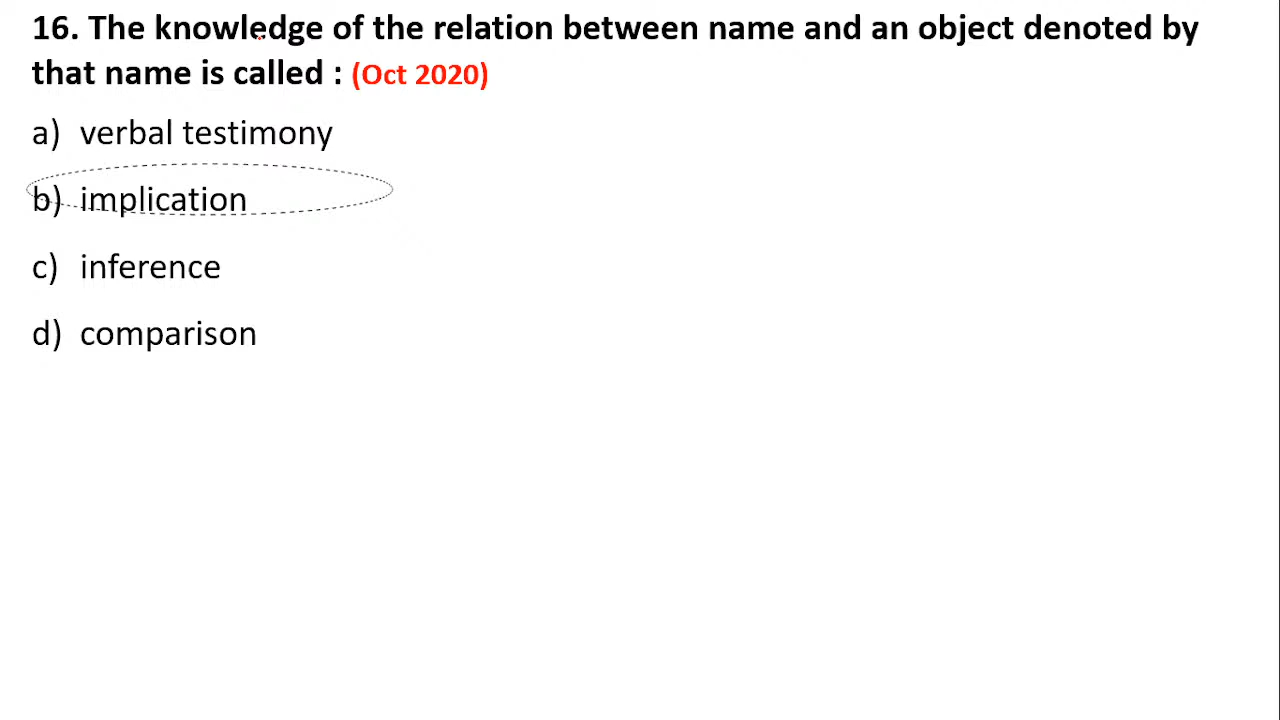 16. The knowledge of the relation between name and an object denoted by
that name is called : (Oct 2020)
a) verbal testimony
b) implication
c) inference
d) comparison